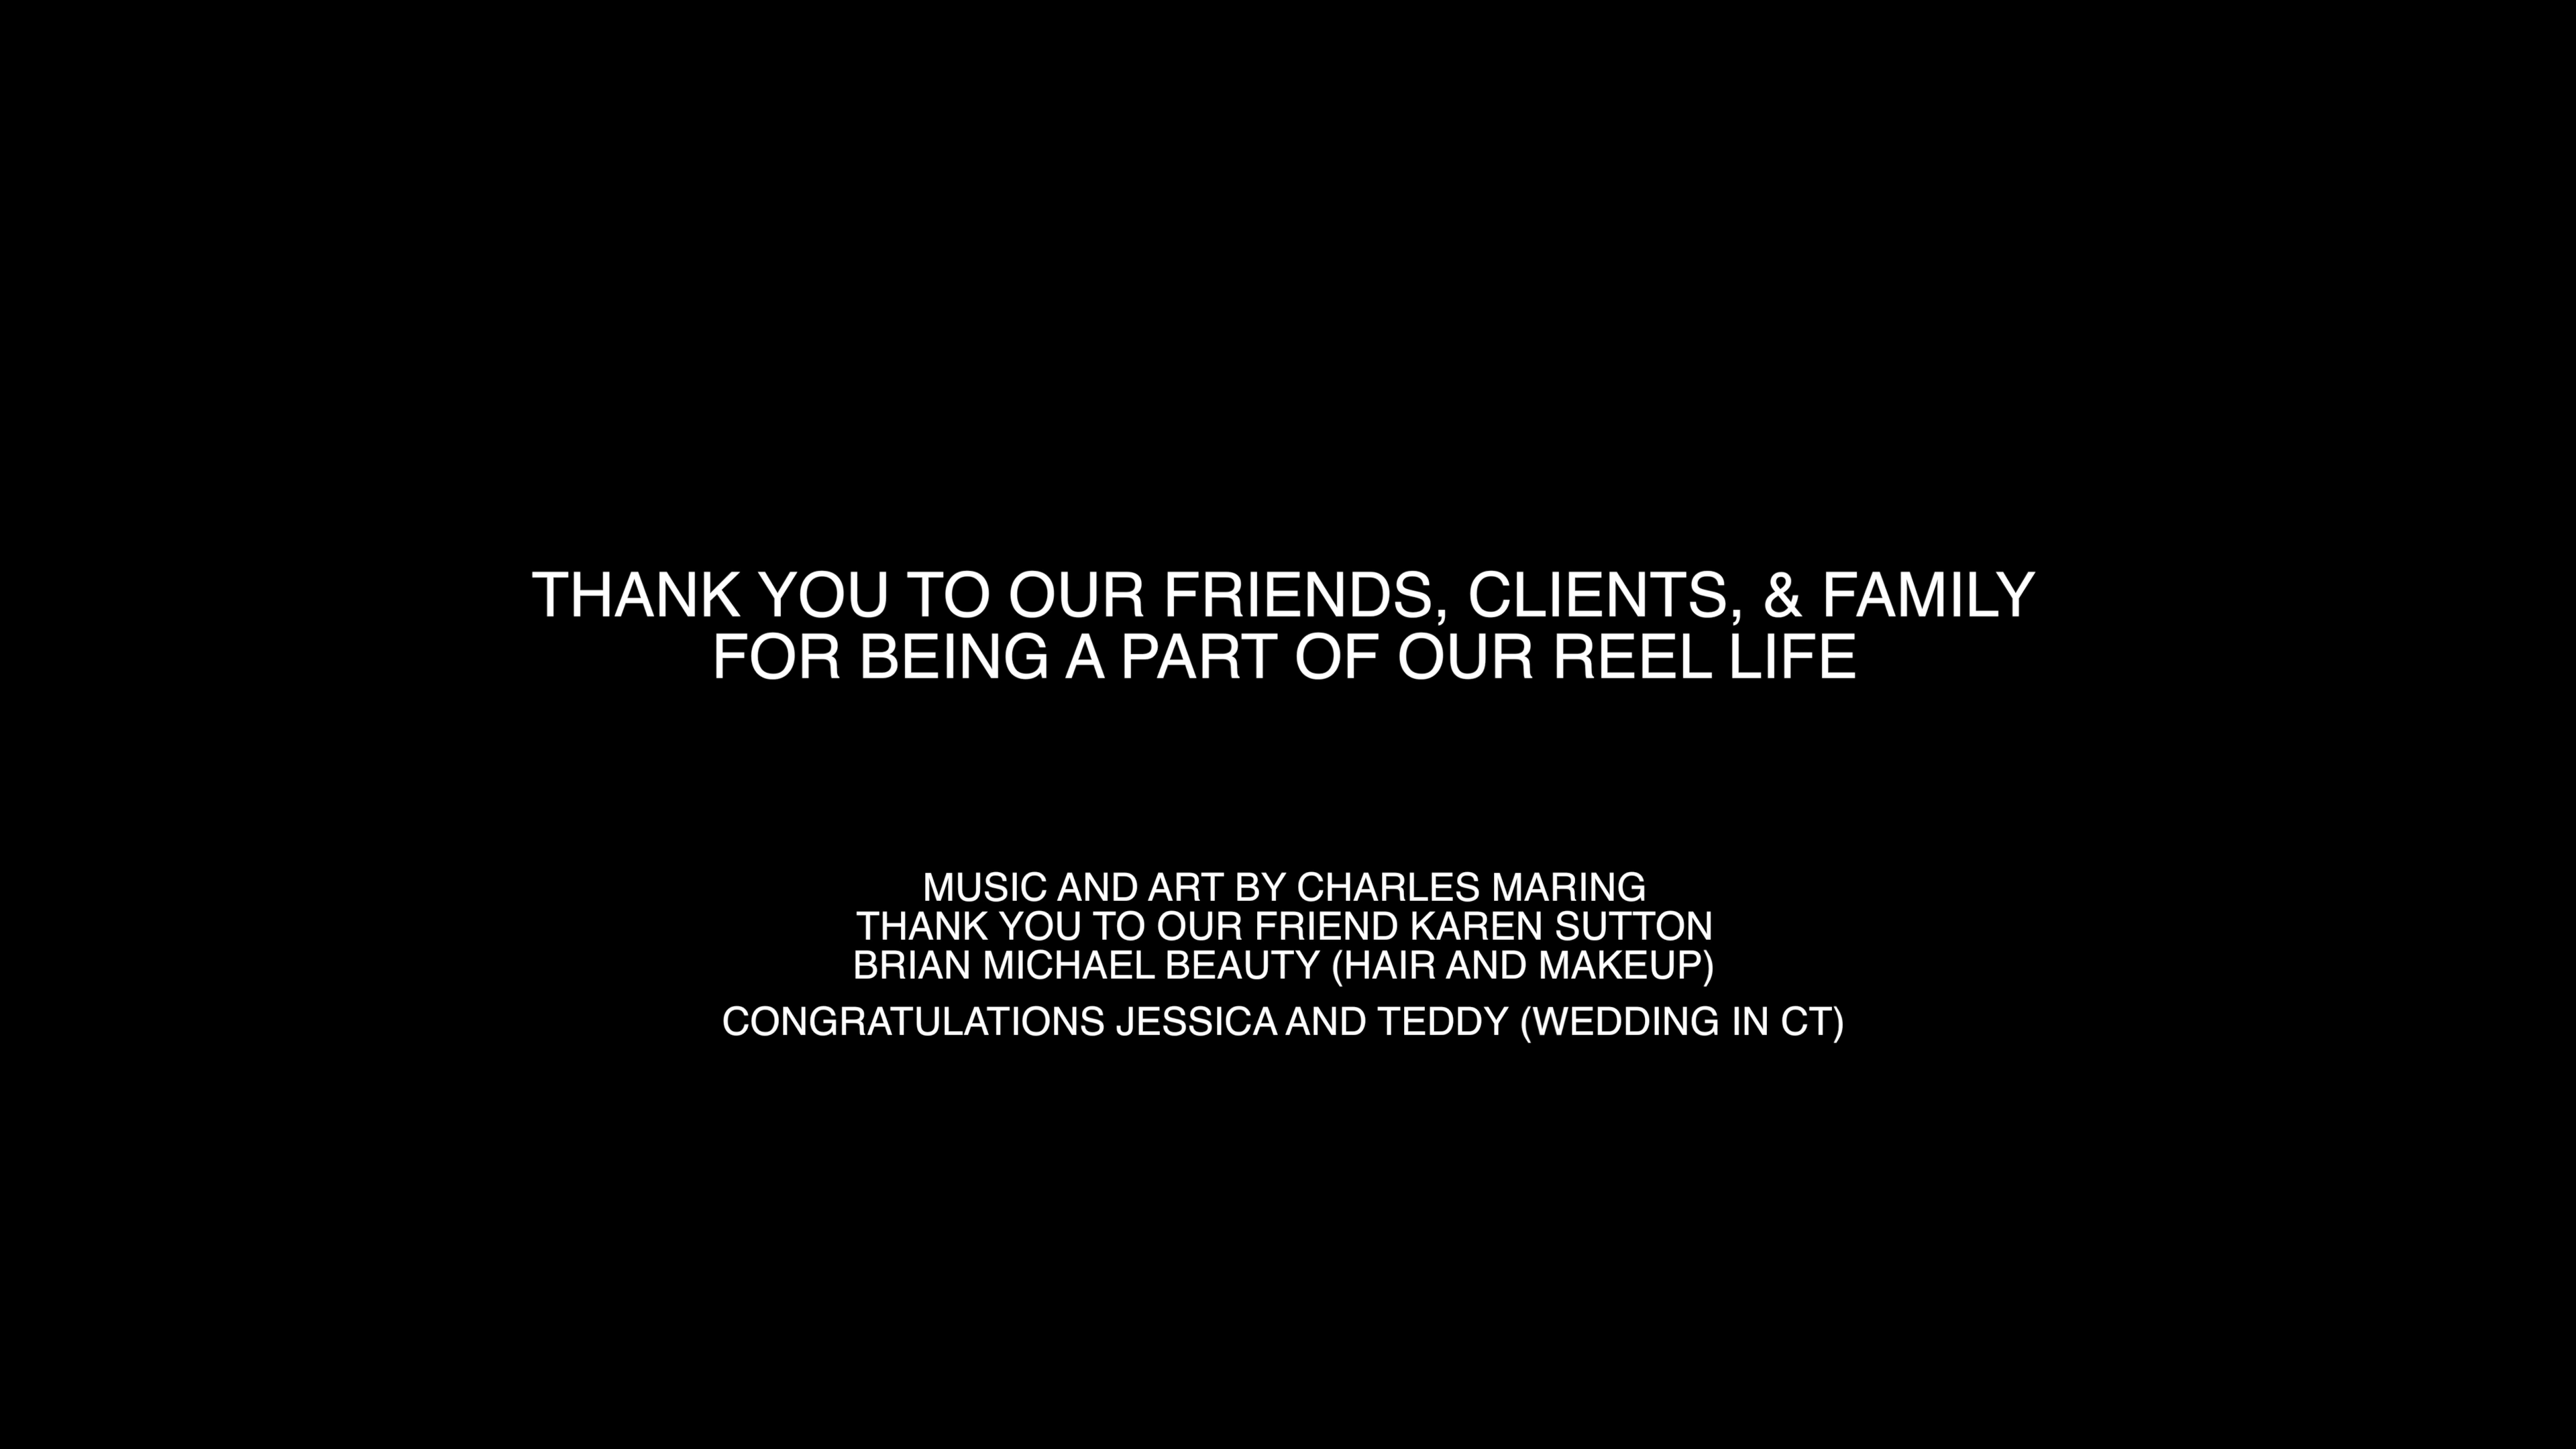 THANK YOU TO OUR FRIENDS, CLIENTS, & FAMILY
FOR BEING A PART OF OUR REEL LIFE
MUSIC AND ART BY CHARLES MARING
THANK YOU TO OUR FRIEND KAREN SUTTON
BRIAN MICHAEL BEAUTY (HAIR AND MAKEUP)
CONGRATULATIONS JESSICA AND TEDDY (WEDDING IN CT)